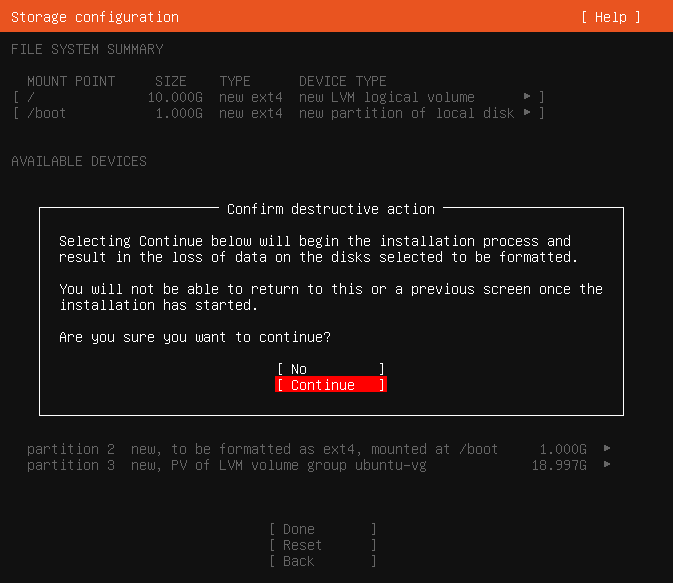 Storage configuration [ Help ]
FILE SYSTEM SUMMARY
MOUNT POINT SIZE TYPE DEVICE TYPE
[ / 10.000G new ext4 new LVM logical volume ▸ ]
[ /boot 1.000G new ext4 new partition of local disk ▸ ]
AVAILABLE DEVICES
Confirm destructive action
Selecting Continue below will begin the installation process and
result in the loss of data on the disks selected to be formatted.
You will not be able to return to this or a previous screen once the
installation has started.
Are you sure you want to continue?
[ No ]
[ Continue ]
partition 2 new, to be formatted as ext4, mounted at /boot 1.000G ▸
partition 3 new, PV of LVM volume group ubuntu-vg 18.997G ▸
[ Done ]
[ Reset ]
[ Back ]